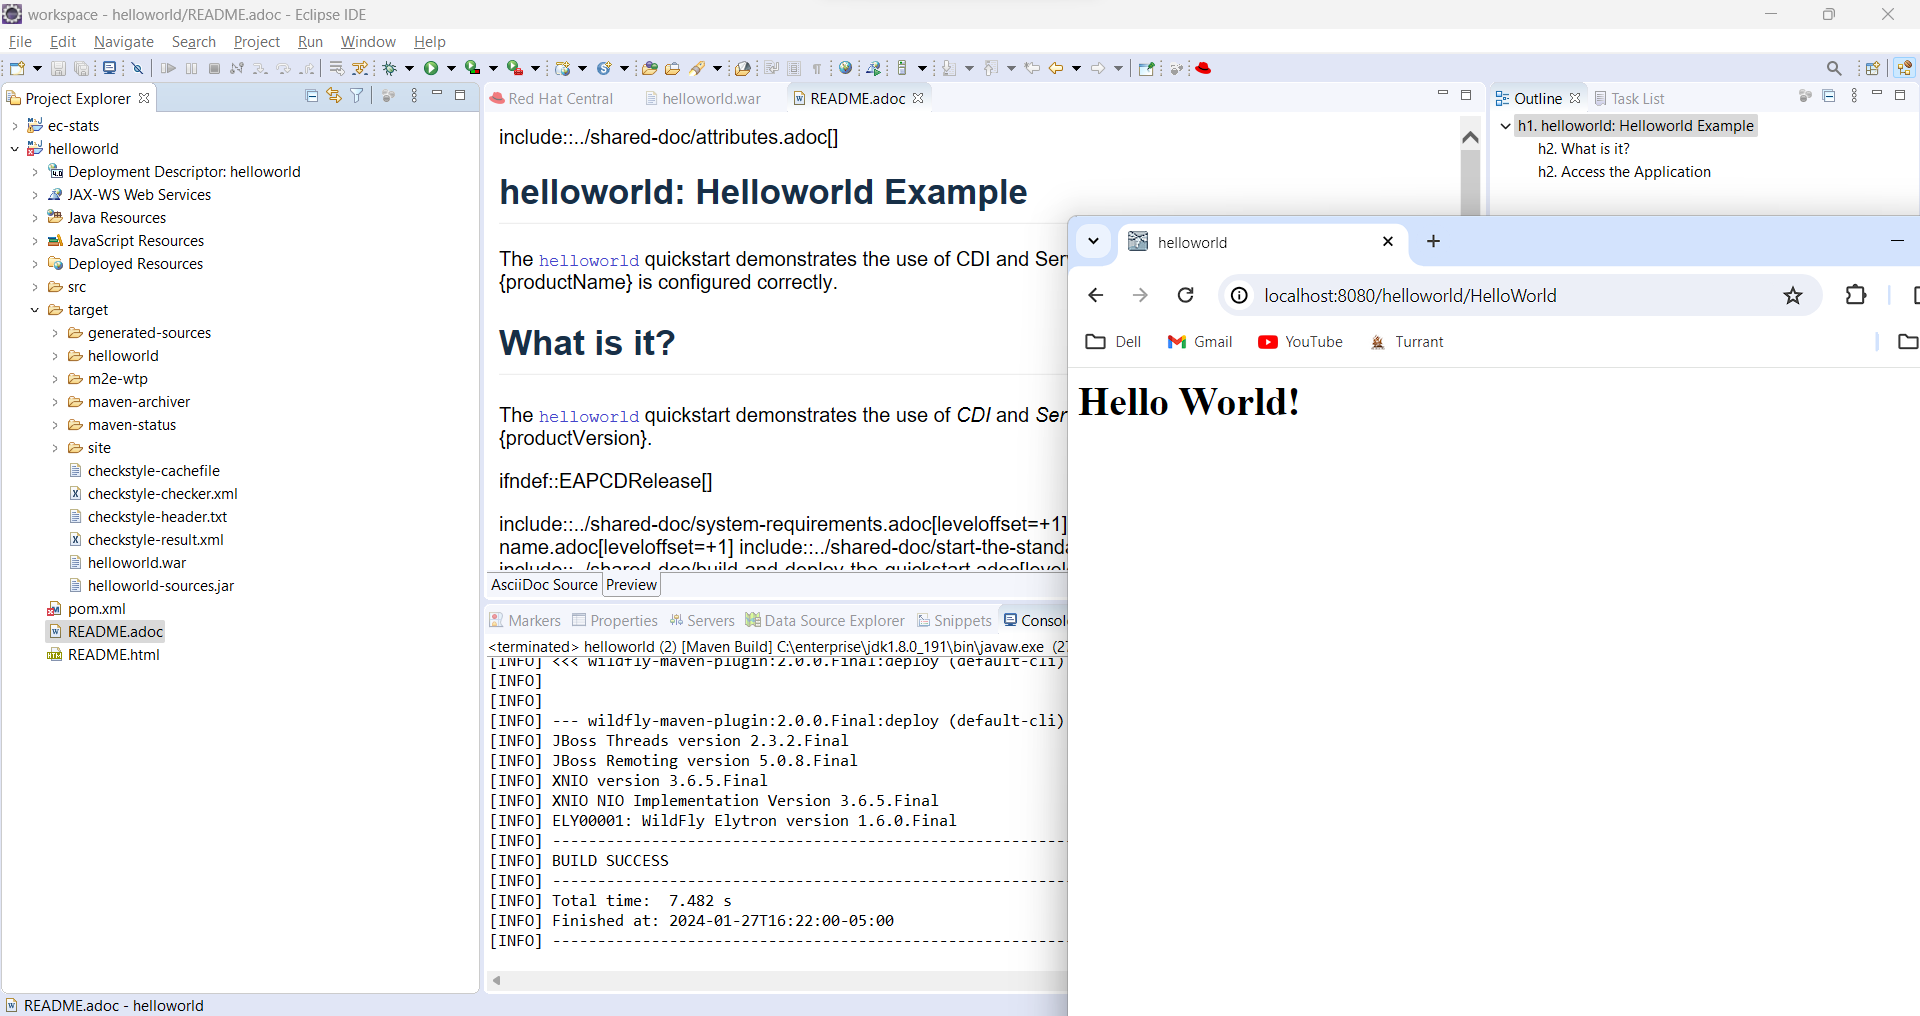 workspace - helloworld/README.adoc - Eclipse IDE
File Edit Navigate Search Project Run Window Help
Project Explorer
ec-stats
helloworld
Deployment Descriptor: helloworld
JAX-WS Web Services
Java Resources
JavaScript Resources
Deployed Resources
src
target
generated-sources
helloworld
m2e-wtp
maven-archiver
maven-status
site
checkstyle-cachefile
checkstyle-checker.xml
checkstyle-header.txt
checkstyle-result.xml
helloworld.war
helloworld-sources.jar
pom.xml
README.adoc
README.html
Red Hat Central helloworld.war README.adoc
include::../shared-doc/attributes.adoc[]
helloworld: Helloworld Example
The helloworld quickstart demonstrates the use of CDI and Ser
{productName} is configured correctly.
What is it?
The helloworld quickstart demonstrates the use of CDI and Ser
{productVersion}.
ifndef::EAPCDRelease[]
include::../shared-doc/system-requirements.adoc[leveloffset=+1]
name.adoc[leveloffset=+1] include::../shared-doc/start-the-standa
include::../shared-doc/build-and-deploy-the-quickstart.adoc[level
AsciiDoc Source Preview
Markers Properties Servers Data Source Explorer Snippets Consol
<terminated> helloworld (2) [Maven Build] C:\enterprise\jdk1.8.0_191\bin\javaw.exe (27
[INFO] <<< wildfly-maven-plugin:2.0.0.Final:deploy (default-cli)
[INFO]
[INFO]
[INFO] --- wildfly-maven-plugin:2.0.0.Final:deploy (default-cli)
[INFO] JBoss Threads version 2.3.2.Final
[INFO] JBoss Remoting version 5.0.8.Final
[INFO] XNIO version 3.6.5.Final
[INFO] XNIO NIO Implementation Version 3.6.5.Final
[INFO] ELY00001: WildFly Elytron version 1.6.0.Final
[INFO] ---------------------------------------------------------
[INFO] BUILD SUCCESS
[INFO] ---------------------------------------------------------
[INFO] Total time:  7.482 s
[INFO] Finished at: 2024-01-27T16:22:00-05:00
[INFO] ---------------------------------------------------------
Outline Task List
h1. helloworld: Helloworld Example
h2. What is it?
h2. Access the Application
helloworld
localhost:8080/helloworld/HelloWorld
Dell Gmail YouTube Turrant
Hello World!
README.adoc - helloworld